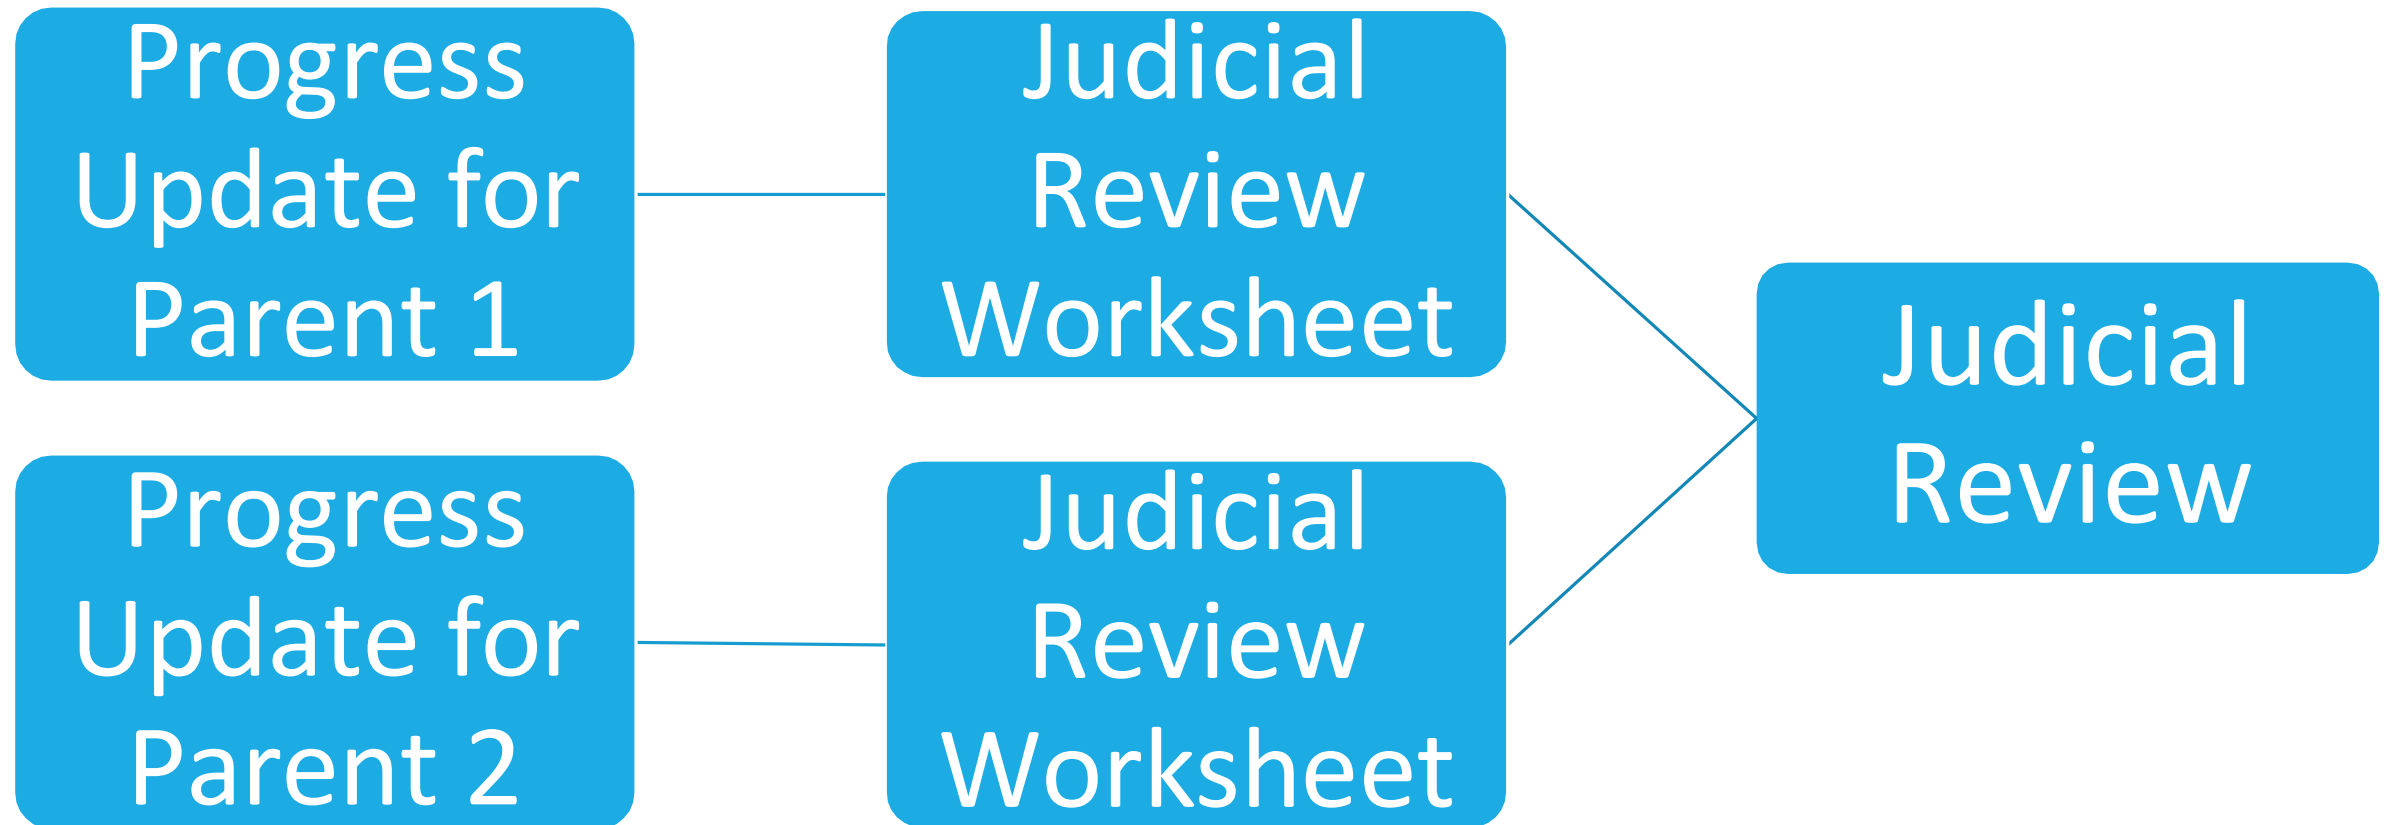 Progress
Update for
Parent 1
Judicial
Review
Worksheet
Judicial
Review
Progress
Update for
Parent 2
Judicial
Review
Worksheet